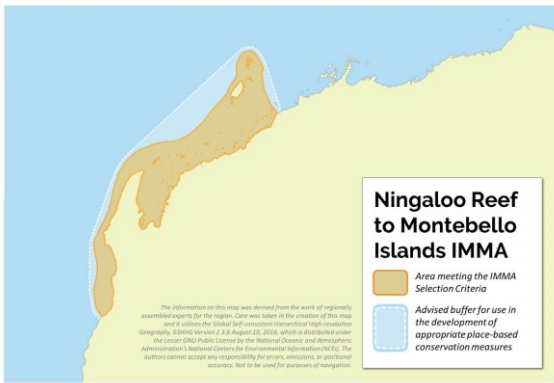 Ningaloo Reef
to Montebello
Islands IMMA
Area meeting the IMMA
Selection Criteria
Advised buffer for use in
the development of
appropriate place-based
conservation measures
The information on this map was derived from the work of regionally
assembled experts for the region. Care was taken in the creation of this map
and it utilises the Global Self-consistent Hierarchical High-resolution
Geography, GSHHG Version 2.3.6 August 19, 2016, which is distributed under
the Lesser GNU Public License by the National Oceanic and Atmospheric
Administration's National Centers for Environmental Information (NCEI). The
authors cannot accept any responsibility for errors, omissions, or positional
accuracy. Not to be used for purposes of navigation.